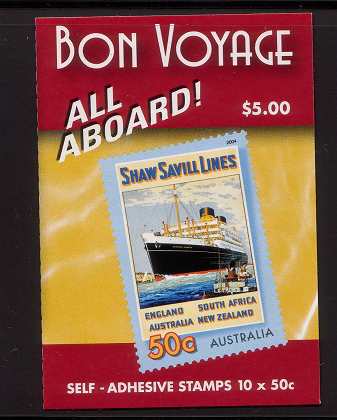 BON VOYAGE
ALL
ABOARD!
$5.00
2004
SHAW SAVILL LINES
ENGLAND SOUTH AFRICA
AUSTRALIA NEW ZEALAND
50c AUSTRALIA
SELF - ADHESIVE STAMPS 10 x 50c